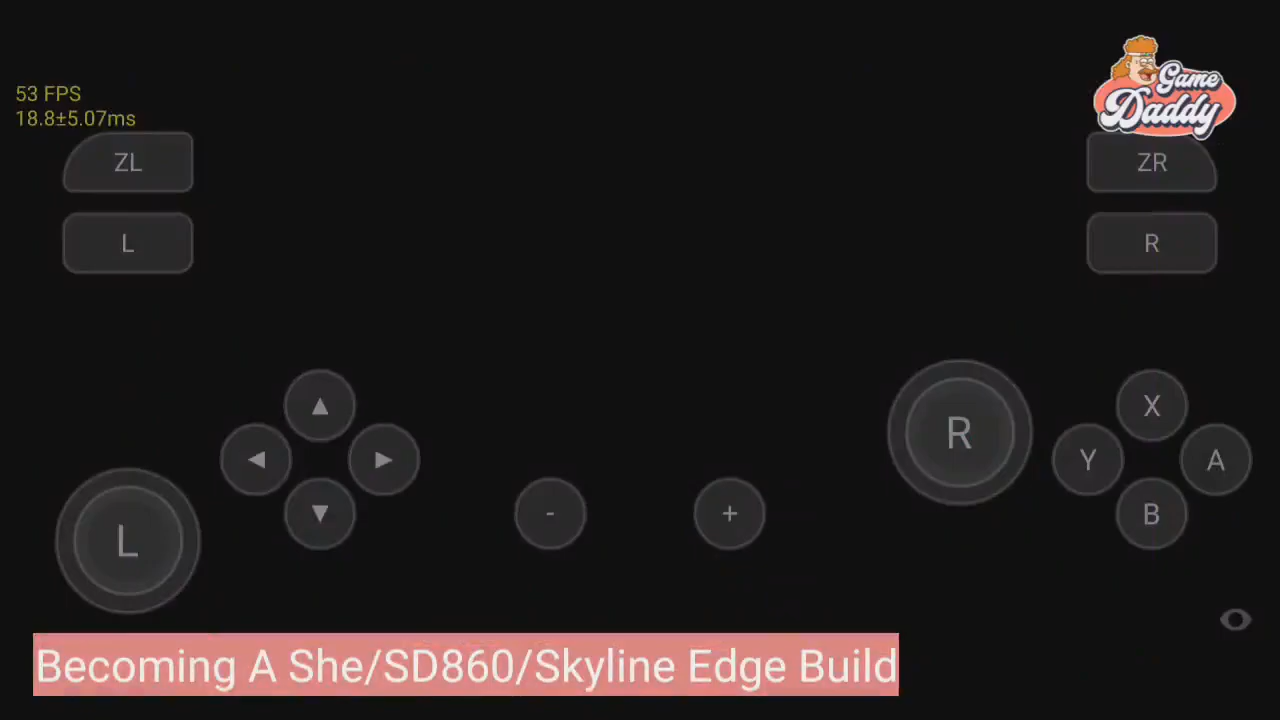 Game
Daddy
53 FPS
18.8±5.07ms
ZL
ZR
L
R
▲
X
◀
▶
R
Y
A
▼
-
+
B
L
Becoming A She/SD860/Skyline Edge Build